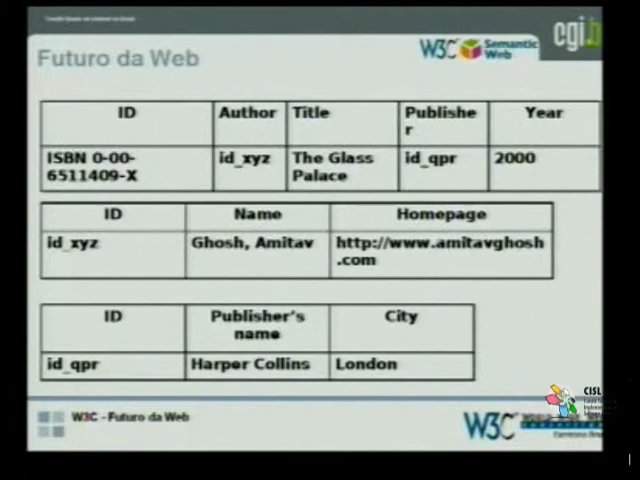 Futuro da Web
W3C Semantic Web
cgi.b
ID Author Title Publishe
r Year
ISBN 0-00-
6511409-X id_xyz The Glass
Palace id_qpr 2000
ID Name Homepage
id_xyz Ghosh, Amitav http://www.amitavghosh
.com
ID Publisher's
name City
id_qpr Harper Collins London
CISL
W3C - Futuro da Web
W3C